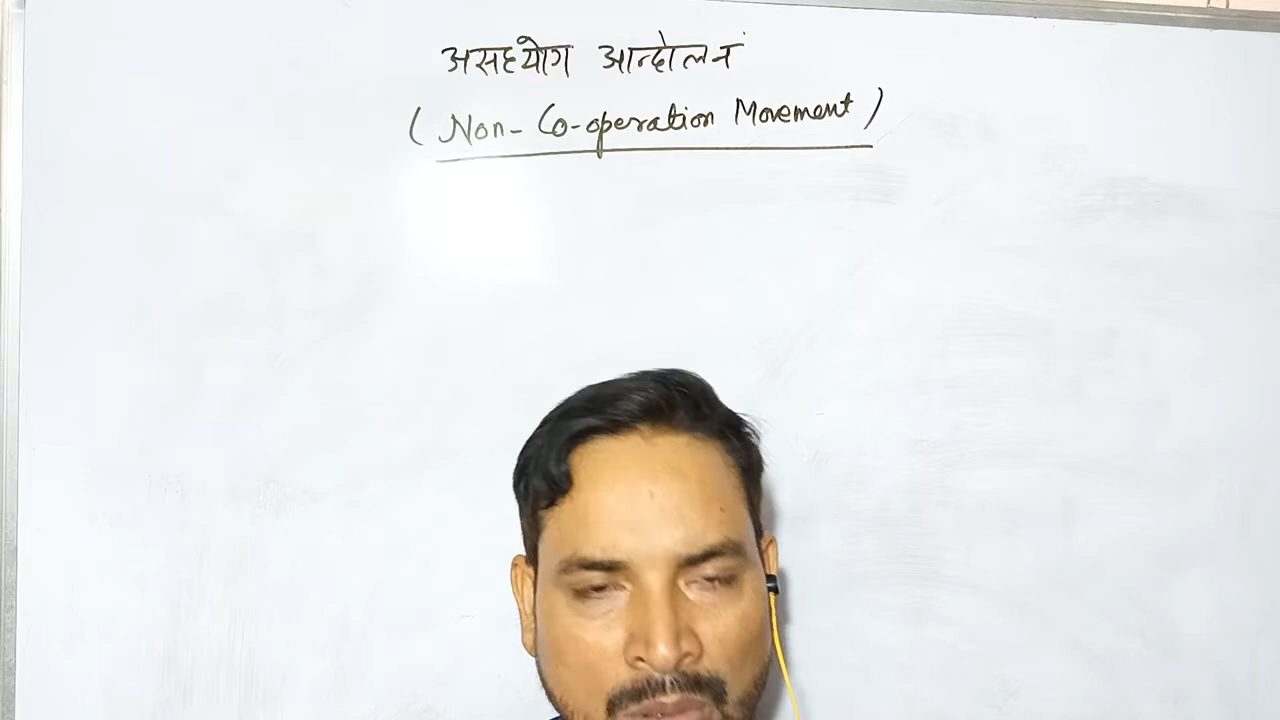 असहयोग आन्दोलनं
( Non- Co-operation Movement )